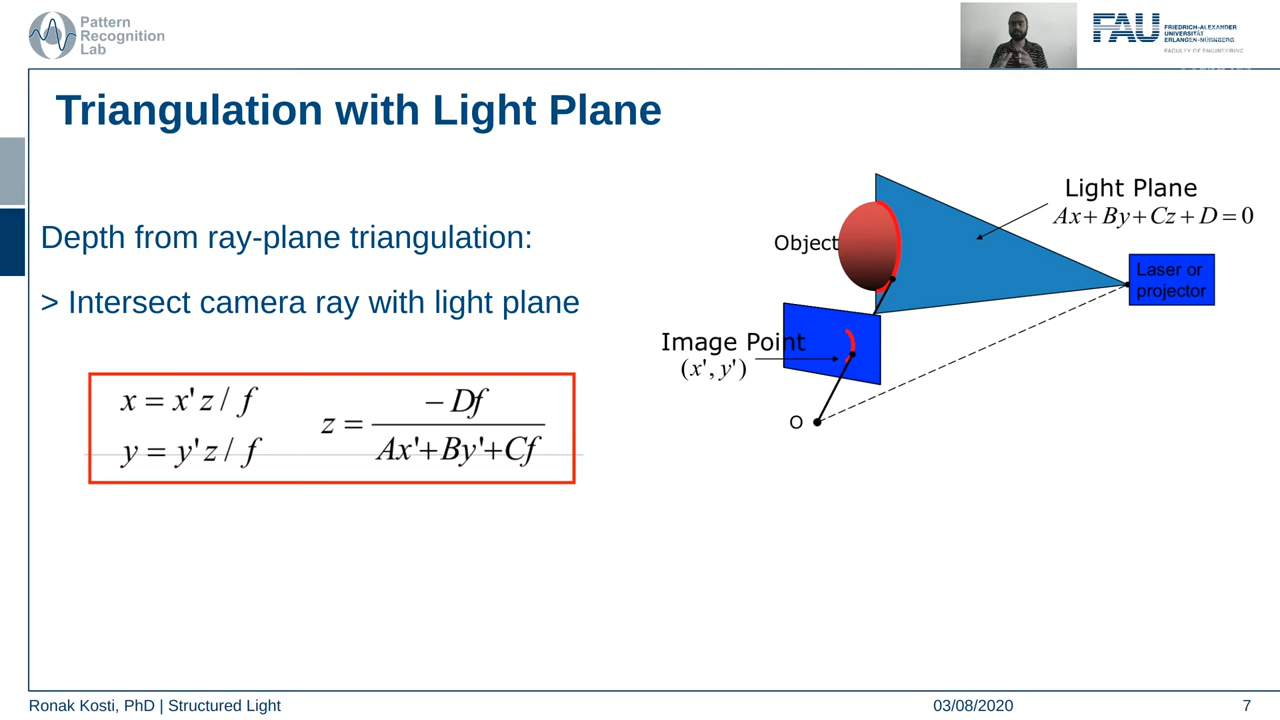 Pattern
Recognition
Lab
FAU
FRIEDRICH-ALEXANDER
UNIVERSITÄT
ERLANGEN-NÜRNBERG
FACULTY OF ENGINEERING
Triangulation with Light Plane
Depth from ray-plane triangulation:
> Intersect camera ray with light plane
x = x' z / f
y = y' z / f
z = −Df / (Ax'+By'+Cf)
Light Plane
Ax+By+Cz+D=0
Object
Laser or
projector
Image Point
(x', y')
O
Ronak Kosti, PhD | Structured Light
03/08/2020
7